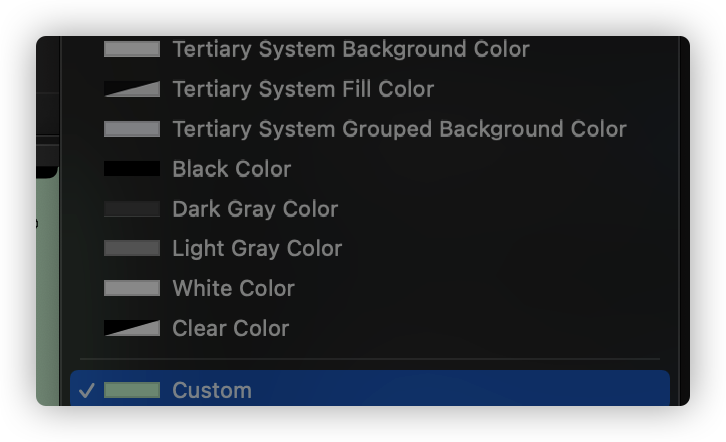 Tertiary System Background Color
Tertiary System Fill Color
Tertiary System Grouped Background Color
Black Color
Dark Gray Color
Light Gray Color
White Color
Clear Color
Custom